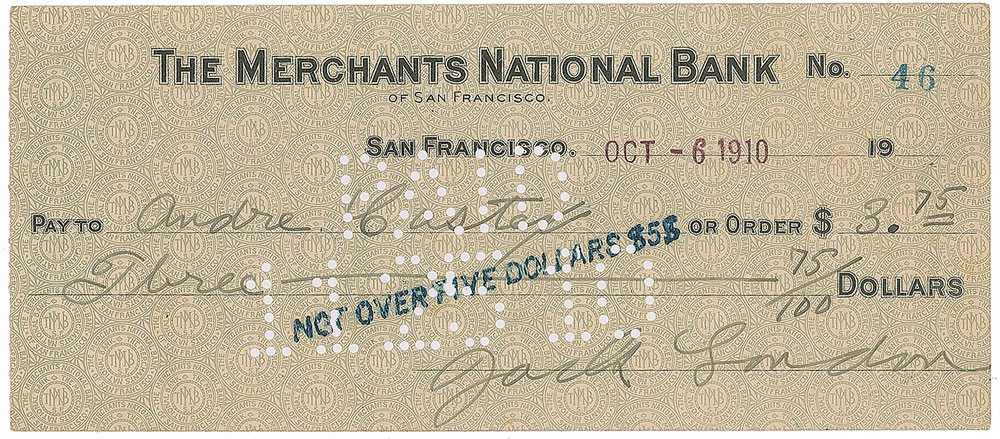 THE MERCHANTS NATIONAL BANK No. 46
OF SAN FRANCISCO.
SAN FRANCISCO. OCT - 6 1910 19
PAY TO Andre Castay OR ORDER $ 3.75
NOT OVER FIVE DOLLARS $5$
Three 75/100 DOLLARS
Jack London